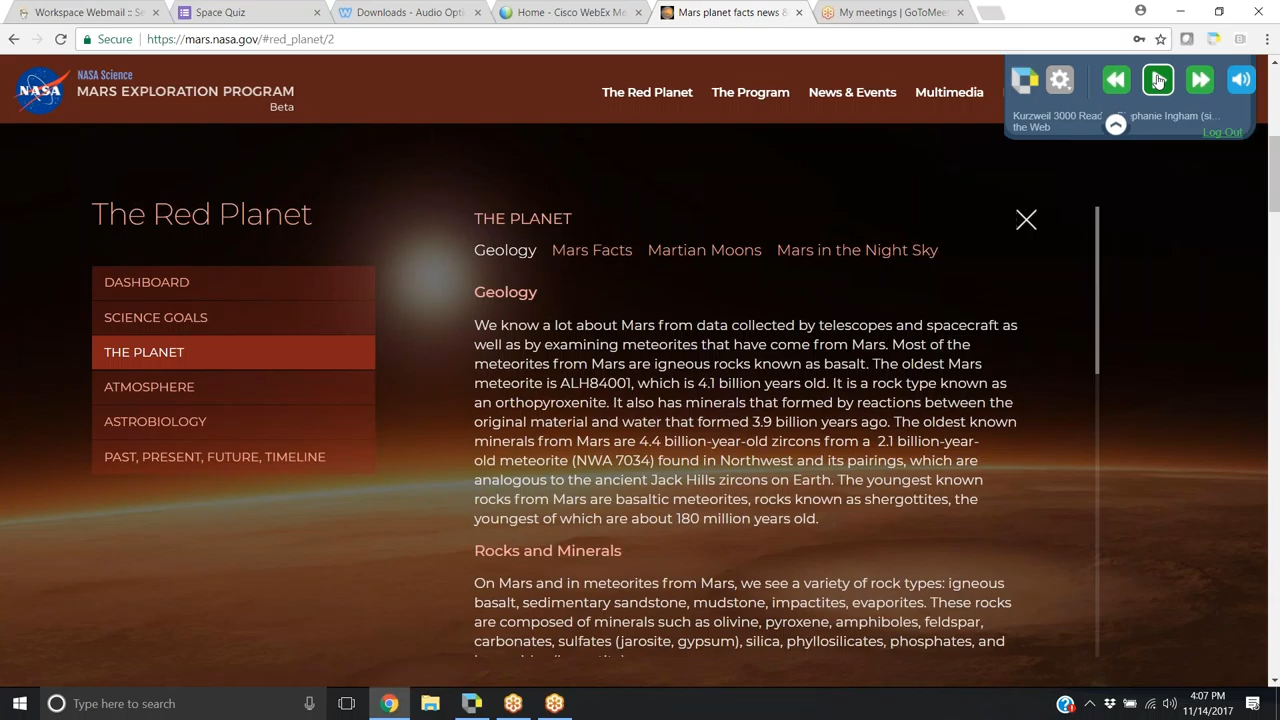 Workspace Webmail :: Se
Space Quiz
Downloads - Audio Opti
Home - Cisco WebEx Me
Mars planet facts news &
My meetings | GoToMee
Secure
https://mars.nasa.gov/#red_planet/2
NASA
NASA Science
MARS EXPLORATION PROGRAM
Beta
The Red Planet
The Program
News & Events
Multimedia
Kurzweil 3000 Read
phanie Ingham (si...
the Web
Log Out
The Red Planet
DASHBOARD
SCIENCE GOALS
THE PLANET
ATMOSPHERE
ASTROBIOLOGY
PAST, PRESENT, FUTURE, TIMELINE
THE PLANET
Geology
Mars Facts
Martian Moons
Mars in the Night Sky
Geology
We know a lot about Mars from data collected by telescopes and spacecraft as
well as by examining meteorites that have come from Mars. Most of the
meteorites from Mars are igneous rocks known as basalt. The oldest Mars
meteorite is ALH84001, which is 4.1 billion years old. It is a rock type known as
an orthopyroxenite. It also has minerals that formed by reactions between the
original material and water that formed 3.9 billion years ago. The oldest known
minerals from Mars are 4.4 billion-year-old zircons from a 2.1 billion-year-
old meteorite (NWA 7034) found in Northwest and its pairings, which are
analogous to the ancient Jack Hills zircons on Earth. The youngest known
rocks from Mars are basaltic meteorites, rocks known as shergottites, the
youngest of which are about 180 million years old.
Rocks and Minerals
On Mars and in meteorites from Mars, we see a variety of rock types: igneous
basalt, sedimentary sandstone, mudstone, impactites, evaporites. These rocks
are composed of minerals such as olivine, pyroxene, amphiboles, feldspar,
carbonates, sulfates (jarosite, gypsum), silica, phyllosilicates, phosphates, and
Type here to search
4:07 PM
11/14/2017